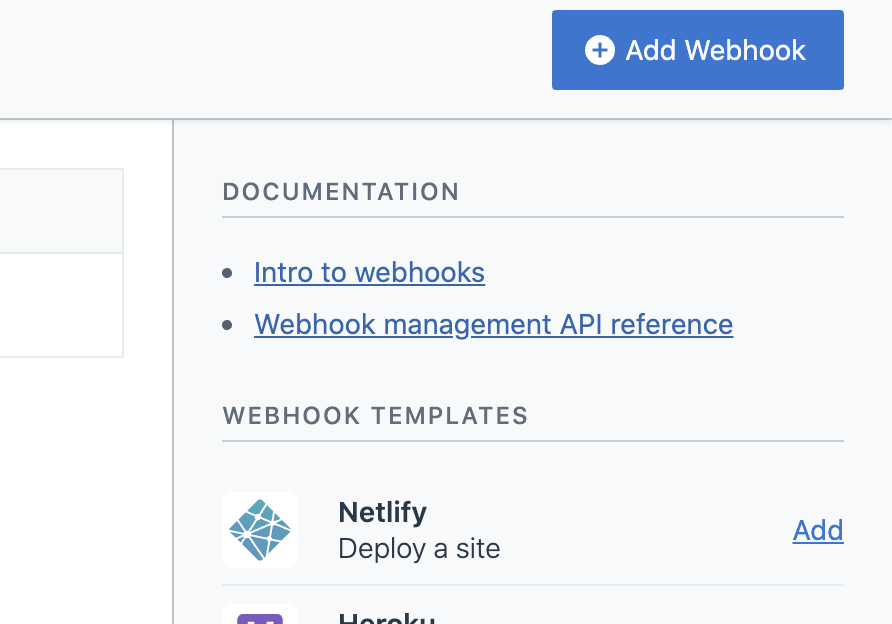 Add Webhook
DOCUMENTATION
Intro to webhooks
Webhook management API reference
WEBHOOK TEMPLATES
Netlify
Deploy a site
Add
Heroku